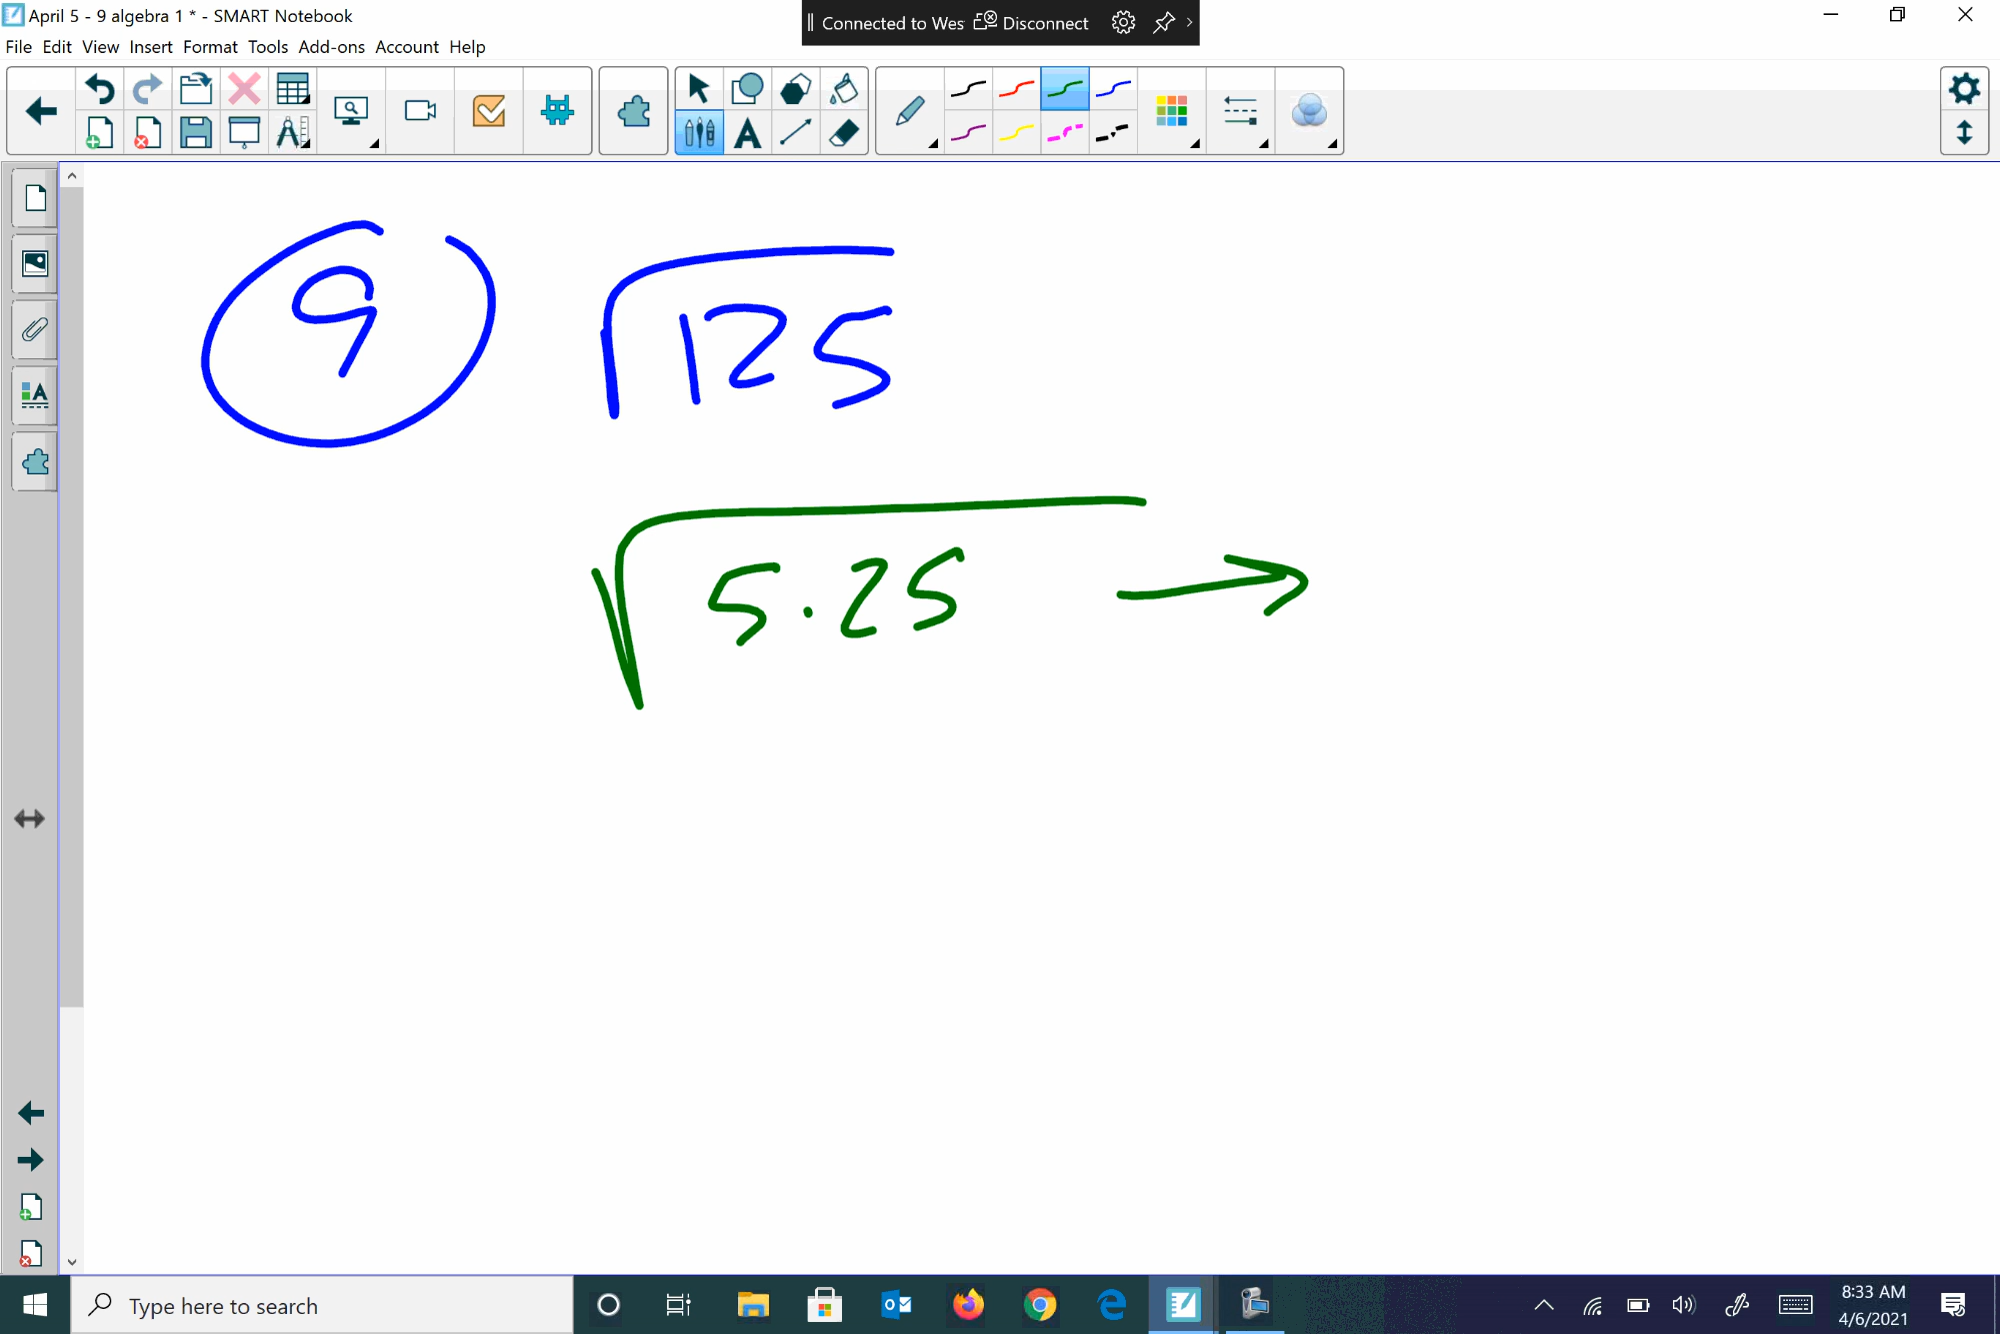 April 5 - 9 algebra 1 * - SMART Notebook
Connected to Wes Disconnect
File Edit View Insert Format Tools Add-ons Account Help
9 √125
√5·25 →
Type here to search
8:33 AM
4/6/2021